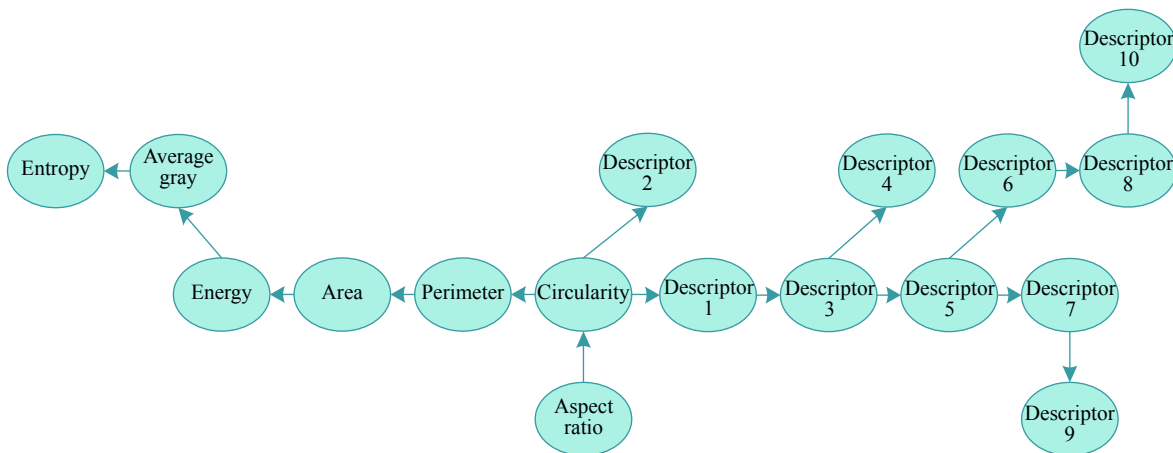 Descriptor
10
Entropy
Average
gray
Descriptor
2
Descriptor
4
Descriptor
6
Descriptor
8
Energy
Area
Perimeter
Circularity
Descriptor
1
Descriptor
3
Descriptor
5
Descriptor
7
Aspect
ratio
Descriptor
9